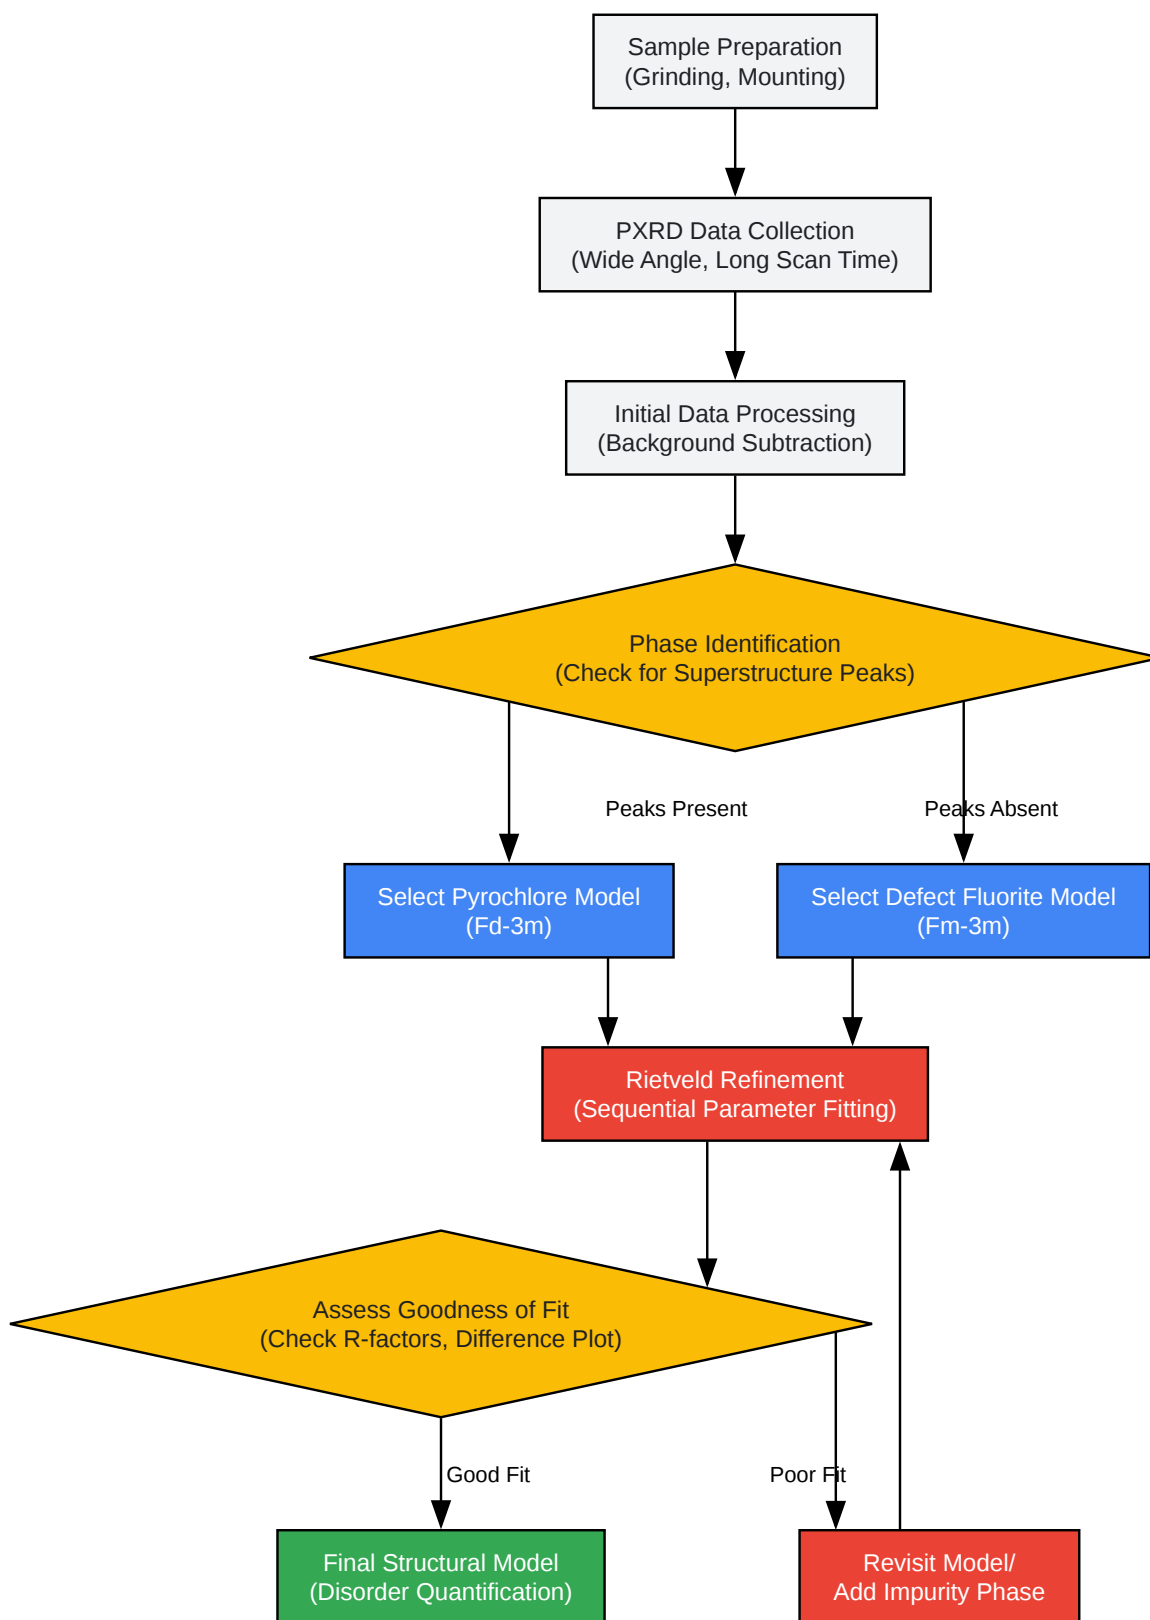 Sample Preparation
(Grinding, Mounting)
PXRD Data Collection
(Wide Angle, Long Scan Time)
Initial Data Processing
(Background Subtraction)
Phase Identification
(Check for Superstructure Peaks)
Peaks Present
Peaks Absent
Select Pyrochlore Model
(Fd-3m)
Select Defect Fluorite Model
(Fm-3m)
Rietveld Refinement
(Sequential Parameter Fitting)
Assess Goodness of Fit
(Check R-factors, Difference Plot)
Good Fit
Poor Fit
Final Structural Model
(Disorder Quantification)
Revisit Model/
Add Impurity Phase